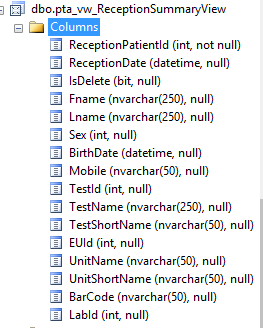 dbo.pta_vw_ReceptionSummaryView
Columns
ReceptionPatientId (int, not null)
ReceptionDate (datetime, null)
IsDelete (bit, null)
Fname (nvarchar(250), null)
Lname (nvarchar(250), null)
Sex (int, null)
BirthDate (datetime, null)
Mobile (nvarchar(50), null)
TestId (int, null)
TestName (nvarchar(250), null)
TestShortName (nvarchar(50), null)
EUId (int, null)
UnitName (nvarchar(50), null)
UnitShortName (nvarchar(50), null)
BarCode (nvarchar(50), null)
LabId (int, null)